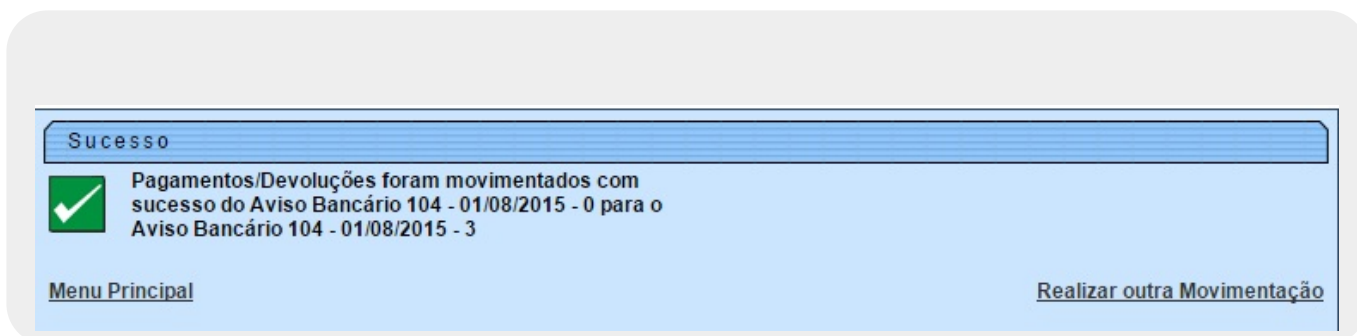 Sucesso
Pagamentos/Devoluções foram movimentados com
sucesso do Aviso Bancário 104 - 01/08/2015 - 0 para o
Aviso Bancário 104 - 01/08/2015 - 3
Menu Principal
Realizar outra Movimentação